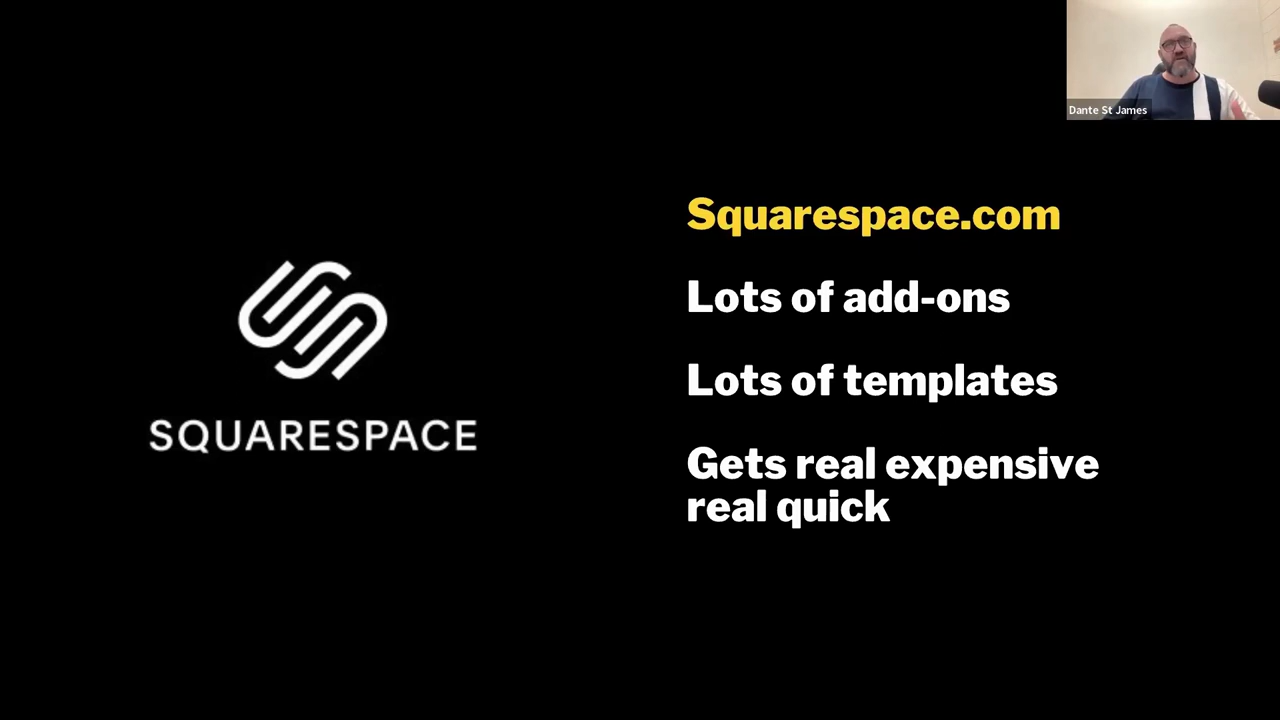 Dante St James
Squarespace.com
Lots of add-ons
Lots of templates
Gets real expensive
real quick
SQUARESPACE